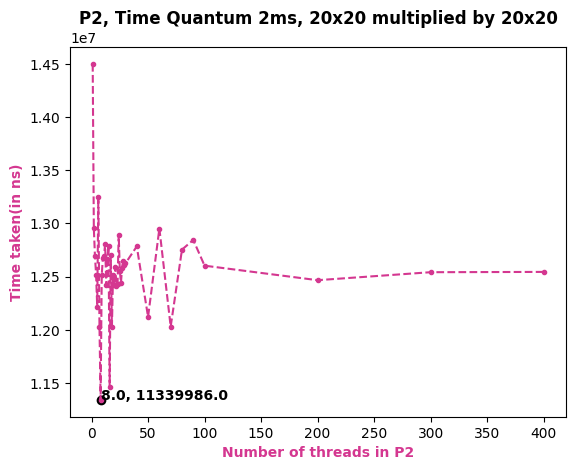 P2, Time Quantum 2ms, 20x20 multiplied by 20x20
1e7
1.45
1.40
1.35
1.30
1.25
1.20
1.15
Time taken(in ns)
8.0, 11339986.0
0 50 100 150 200 250 300 350 400
Number of threads in P2